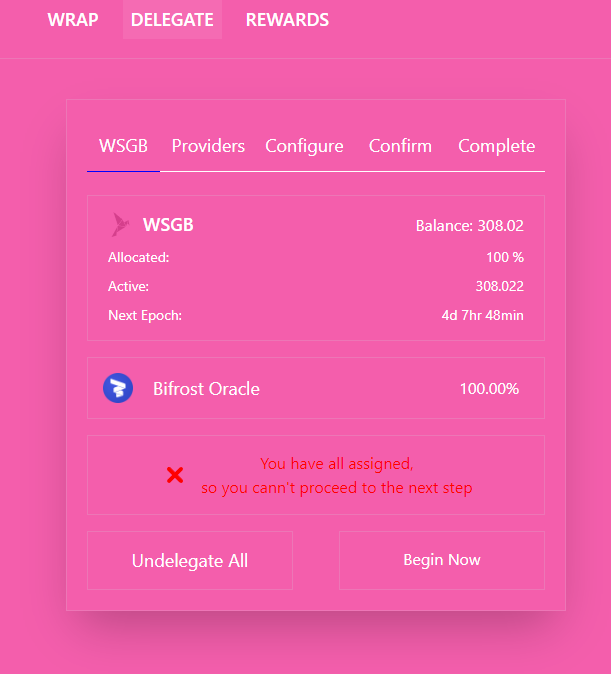 WRAP DELEGATE REWARDS
WSGB Providers Configure Confirm Complete
WSGB Balance: 308.02
Allocated: 100 %
Active: 308.022
Next Epoch: 4d 7hr 48min
Bifrost Oracle 100.00%
You have all assigned,
so you cann't proceed to the next step
Undelegate All Begin Now